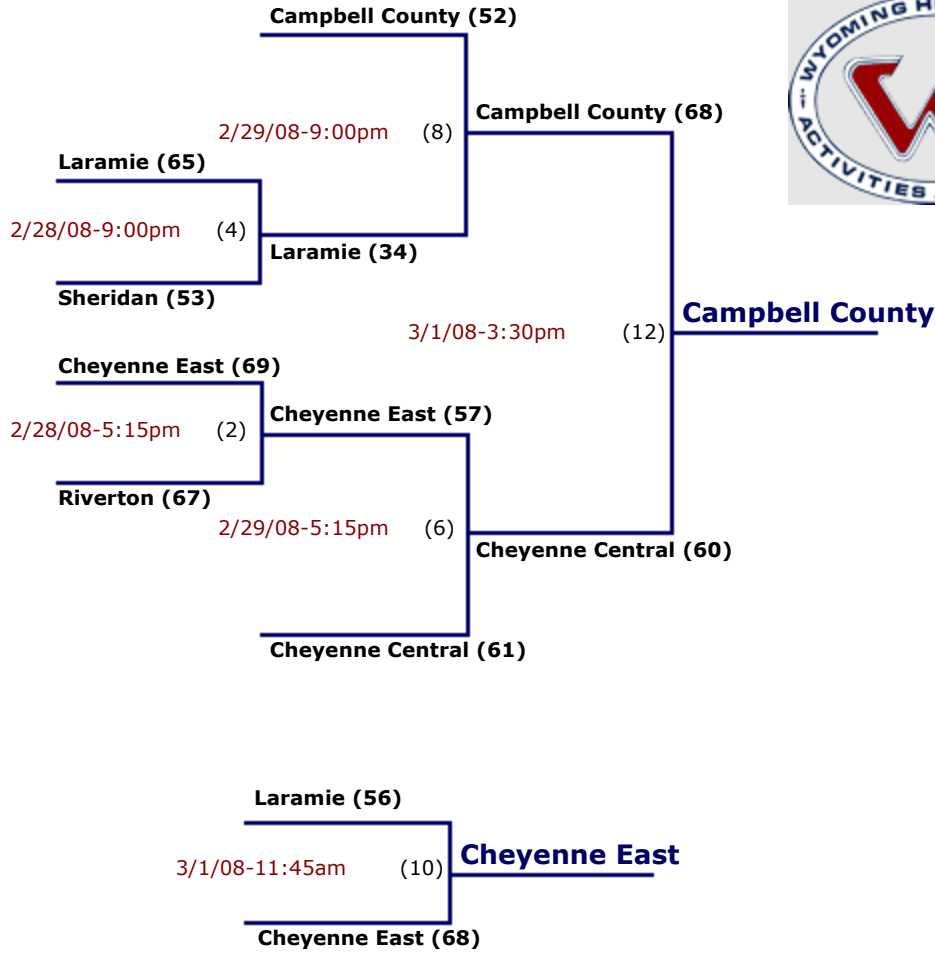 Campbell County (52)
WYOMING H
ACTIVITIES
2/29/08-9:00pm (8)
Campbell County (68)
Laramie (65)
2/28/08-9:00pm (4)
Laramie (34)
Sheridan (53)
3/1/08-3:30pm (12)
Campbell County
Cheyenne East (69)
2/28/08-5:15pm (2)
Cheyenne East (57)
Riverton (67)
2/29/08-5:15pm (6)
Cheyenne Central (60)
Cheyenne Central (61)
Laramie (56)
3/1/08-11:45am (10)
Cheyenne East
Cheyenne East (68)